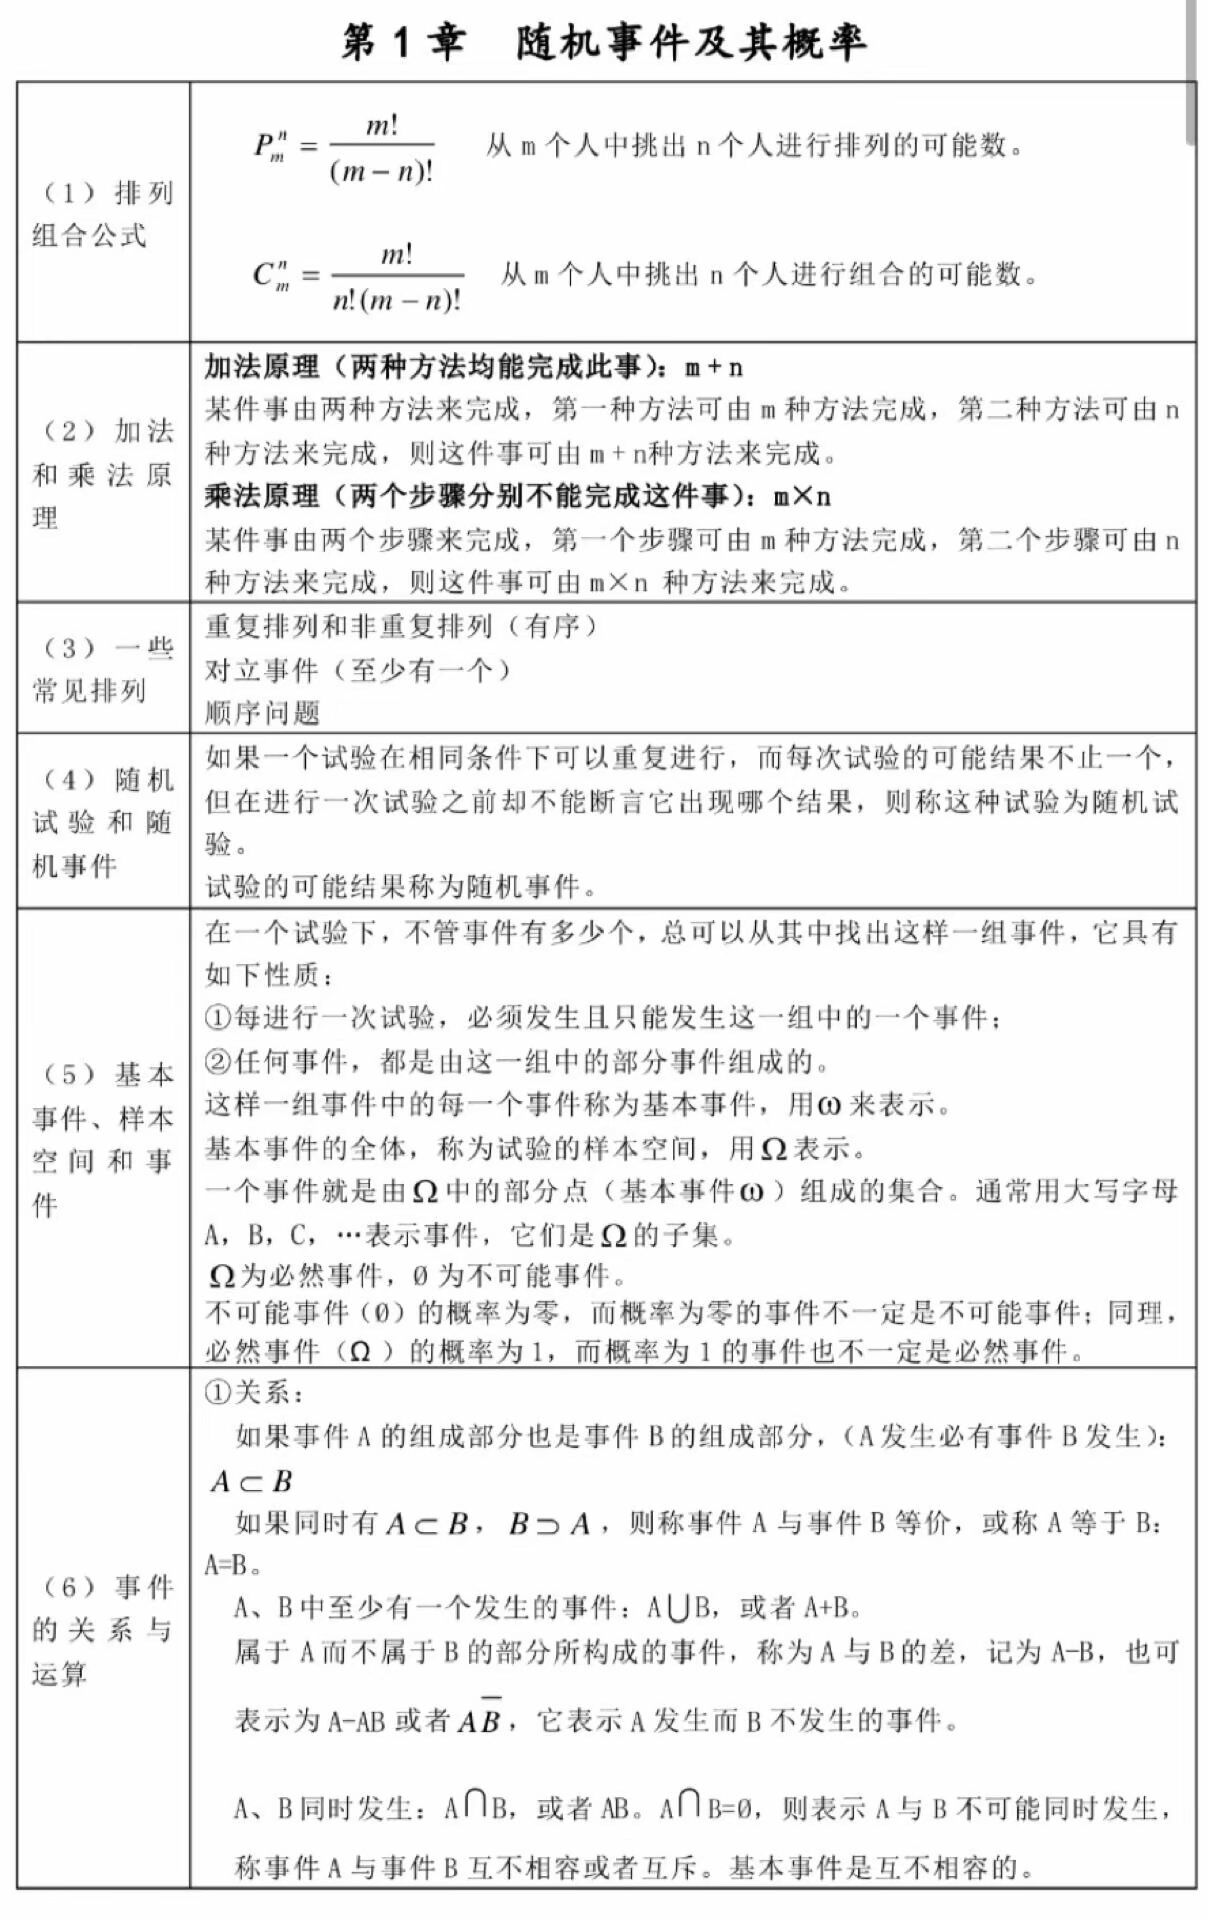 第 1 章 随机事件及其概率
（1）排列
组合公式
P_m^n = m!/(m − n)! 从 m 个人中挑出 n 个人进行排列的可能数。
C_m^n = m!/n!(m − n)! 从 m 个人中挑出 n 个人进行组合的可能数。
（2）加法
和乘法原
理
加法原理（两种方法均能完成此事）：m+n
某件事由两种方法来完成，第一种方法可由 m 种方法完成，第二种方法可由 n
种方法来完成，则这件事可由 m+n 种方法来完成。
乘法原理（两个步骤分别不能完成这件事）：m×n
某件事由两个步骤来完成，第一个步骤可由 m 种方法完成，第二个步骤可由 n
种方法来完成，则这件事可由 m×n 种方法来完成。
（3）一些
常见排列
重复排列和非重复排列（有序）
对立事件（至少有一个）
顺序问题
（4）随机
试验和随
机事件
如果一个试验在相同条件下可以重复进行，而每次试验的可能结果不止一个，
但在进行一次试验之前却不能断言它出现哪个结果，则称这种试验为随机试
验。
试验的可能结果称为随机事件。
（5）基本
事件、样本
空间和事
件
在一个试验下，不管事件有多少个，总可以从其中找出这样一组事件，它具有
如下性质：
①每进行一次试验，必须发生且只能发生这一组中的一个事件；
②任何事件，都是由这一组中的部分事件组成的。
这样一组事件中的每一个事件称为基本事件，用 ω 来表示。
基本事件的全体，称为试验的样本空间，用 Ω 表示。
一个事件就是由 Ω 中的部分点（基本事件 ω ）组成的集合。通常用大写字母
A，B，C，…表示事件，它们是 Ω 的子集。
Ω 为必然事件，Ø 为不可能事件。
不可能事件（Ø）的概率为零，而概率为零的事件不一定是不可能事件；同理，
必然事件（Ω ）的概率为 1，而概率为 1 的事件也不一定是必然事件。
（6）事件
的关系与
运算
①关系：
如果事件 A 的组成部分也是事件 B 的组成部分，（A 发生必有事件 B 发生）：
A ⊂ B
如果同时有 A ⊂ B，B ⊃ A，则称事件 A 与事件 B 等价，或称 A 等于 B：
A=B。
A、B 中至少有一个发生的事件：A⋃B，或者 A+B。
属于 A 而不属于 B 的部分所构成的事件，称为 A 与 B 的差，记为 A-B，也可
表示为 A-AB 或者 AB̅，它表示 A 发生而 B 不发生的事件。
A、B 同时发生：A⋂B，或者 AB。A⋂B=Ø，则表示 A 与 B 不可能同时发生，
称事件 A 与事件 B 互不相容或者互斥。基本事件是互不相容的。